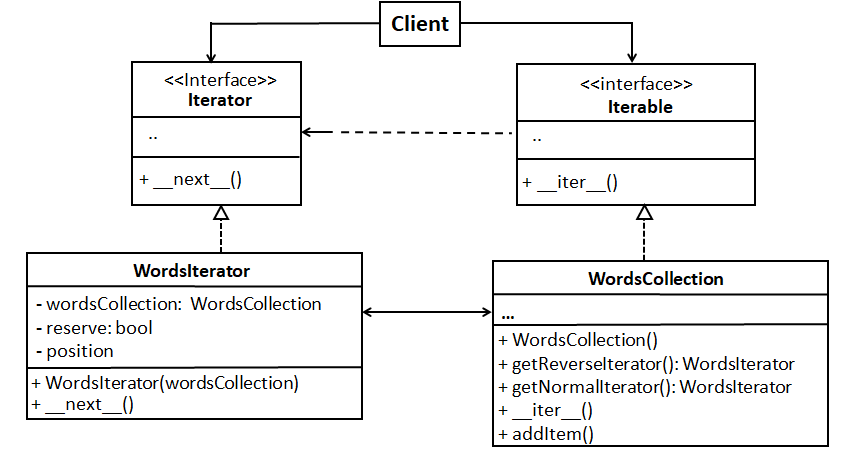 Client
<<Interface>>
Iterator
..
+ __next__()
<<interface>>
Iterable
..
+ __iter__()
WordsIterator
- wordsCollection: WordsCollection
- reserve: bool
- position
+ WordsIterator(wordsCollection)
+ __next__()
WordsCollection
...
+ WordsCollection()
+ getReverseIterator(): WordsIterator
+ getNormalIterator(): WordsIterator
+ __iter__()
+ addItem()